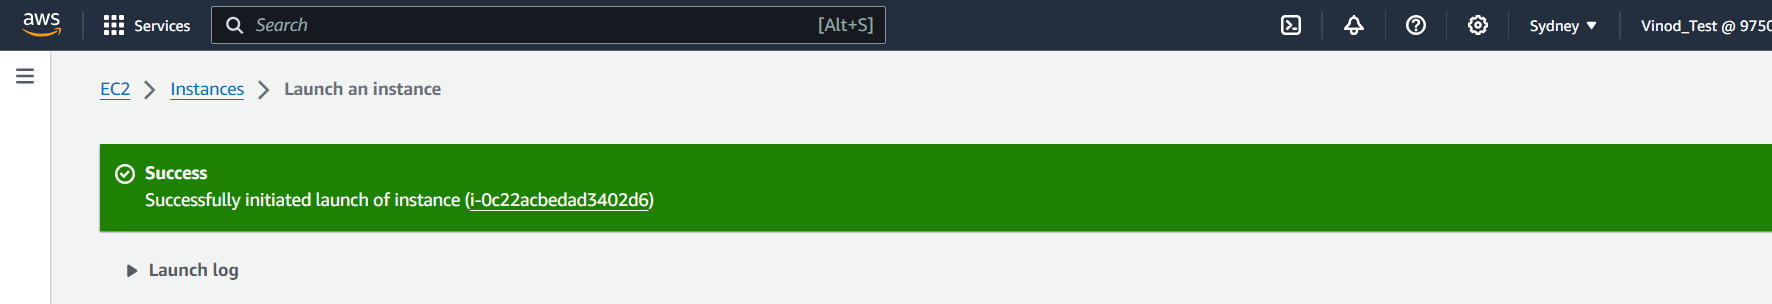 aws Services Search [Alt+S] Sydney Vinod_Test @ 9750
EC2 Instances Launch an instance
Success
Successfully initiated launch of instance (i-0c22acbedad3402d6)
Launch log